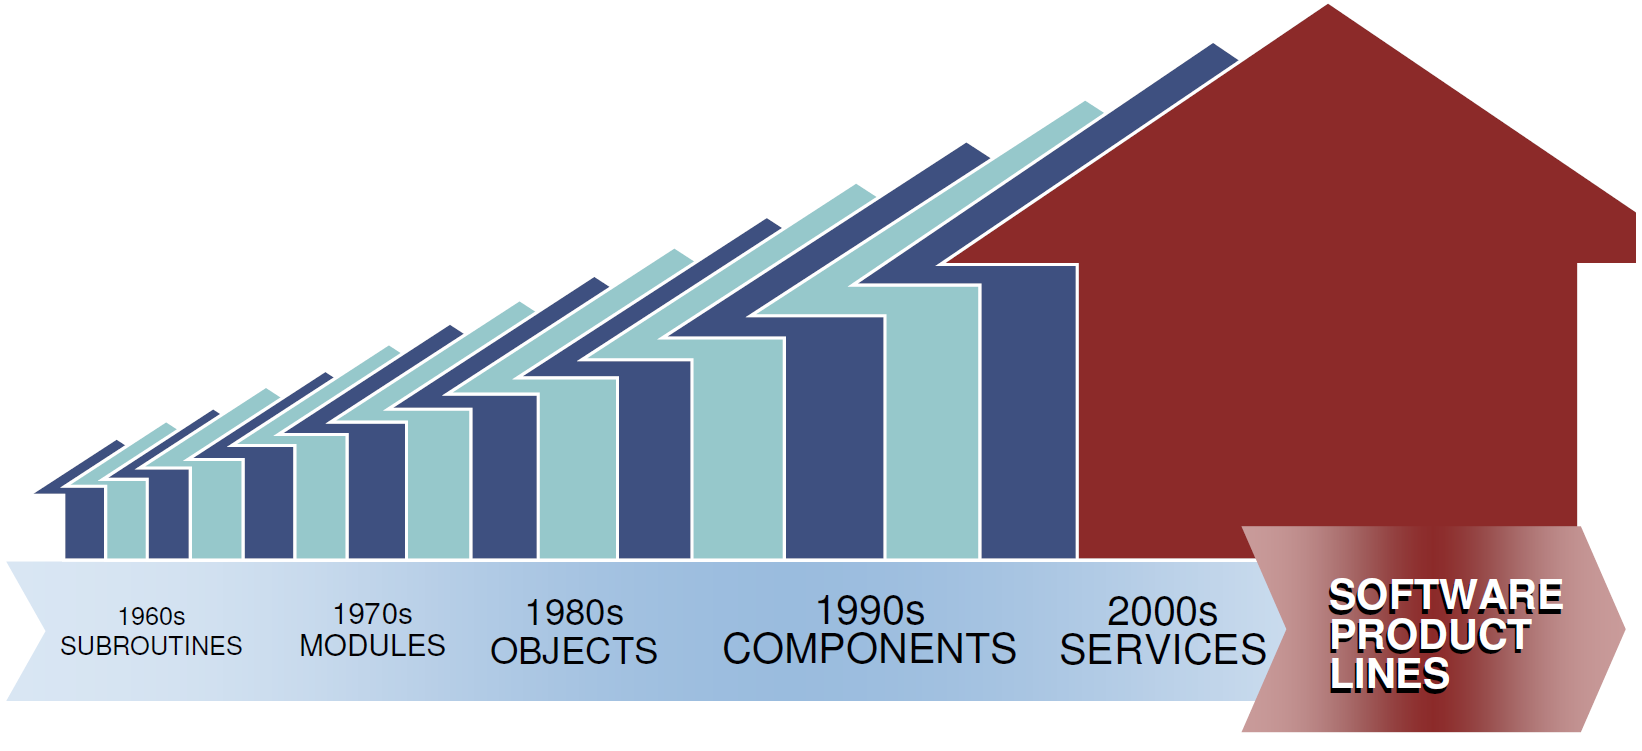 1960s
SUBROUTINES
1970s
MODULES
1980s
OBJECTS
1990s
COMPONENTS
2000s
SERVICES
SOFTWARE
PRODUCT
LINES